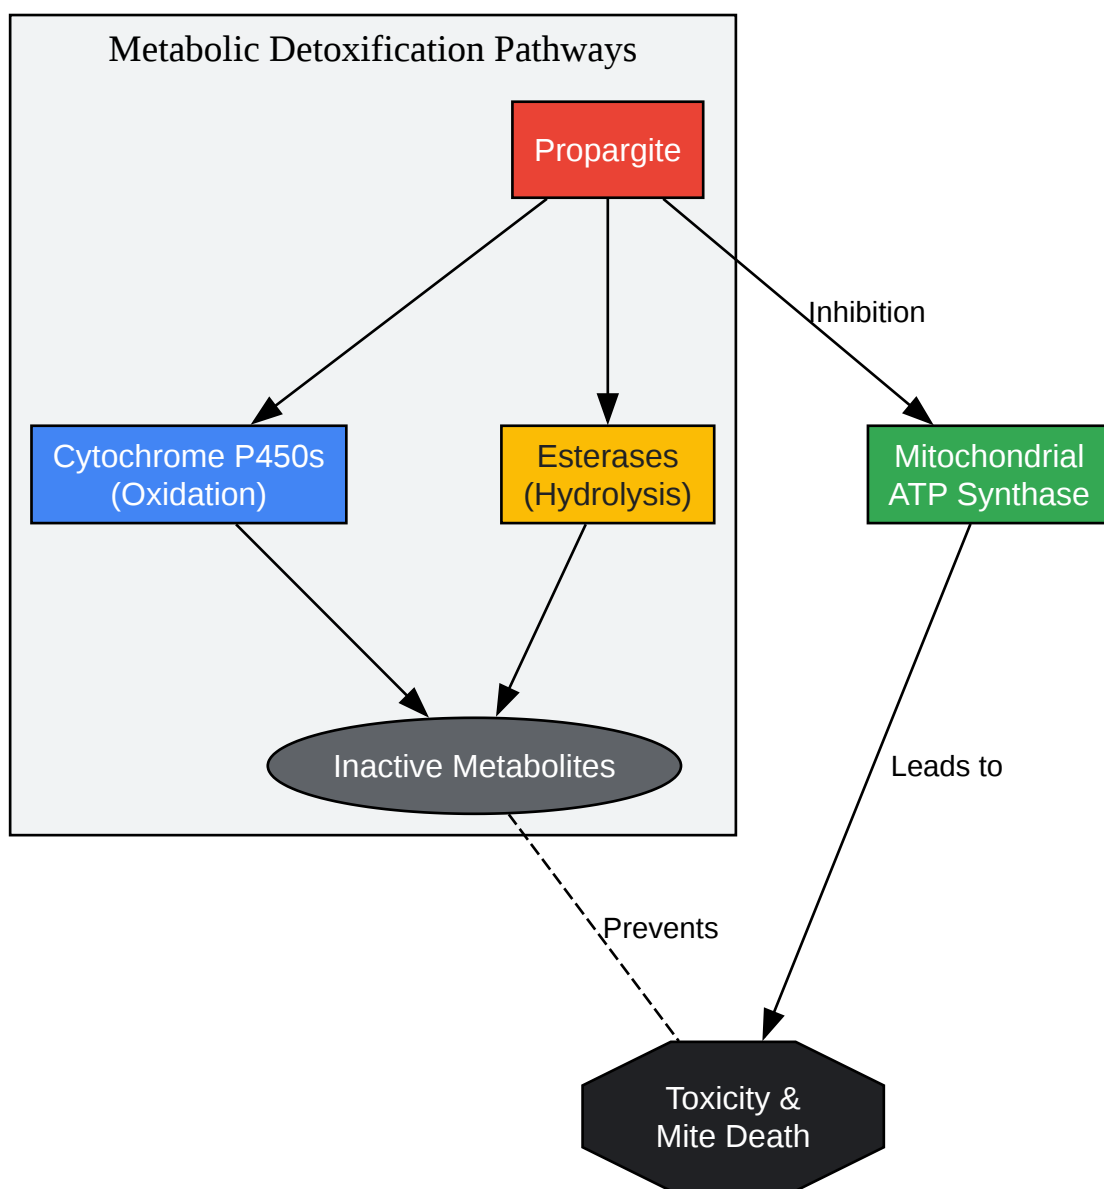 Metabolic Detoxification Pathways
Propargite
Inhibition
Cytochrome P450s
(Oxidation)
Esterases
(Hydrolysis)
Mitochondrial
ATP Synthase
Inactive Metabolites
Leads to
Prevents
Toxicity &
Mite Death